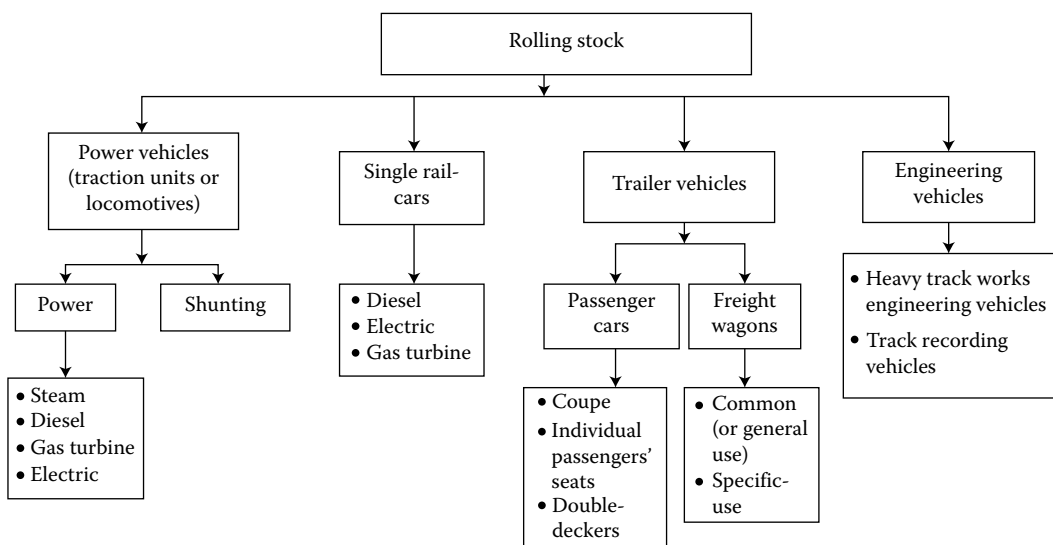 Rolling stock
Power vehicles
(traction units or
locomotives)
Single rail-
cars
Trailer vehicles
Engineering
vehicles
Power
Shunting
• Diesel
• Electric
• Gas turbine
Passenger
cars
Freight
wagons
• Heavy track works
engineering vehicles
• Track recording
vehicles
• Steam
• Diesel
• Gas turbine
• Electric
• Coupe
• Individual
passengers’
seats
• Double-
deckers
• Common
(or general
use)
• Specific-
use